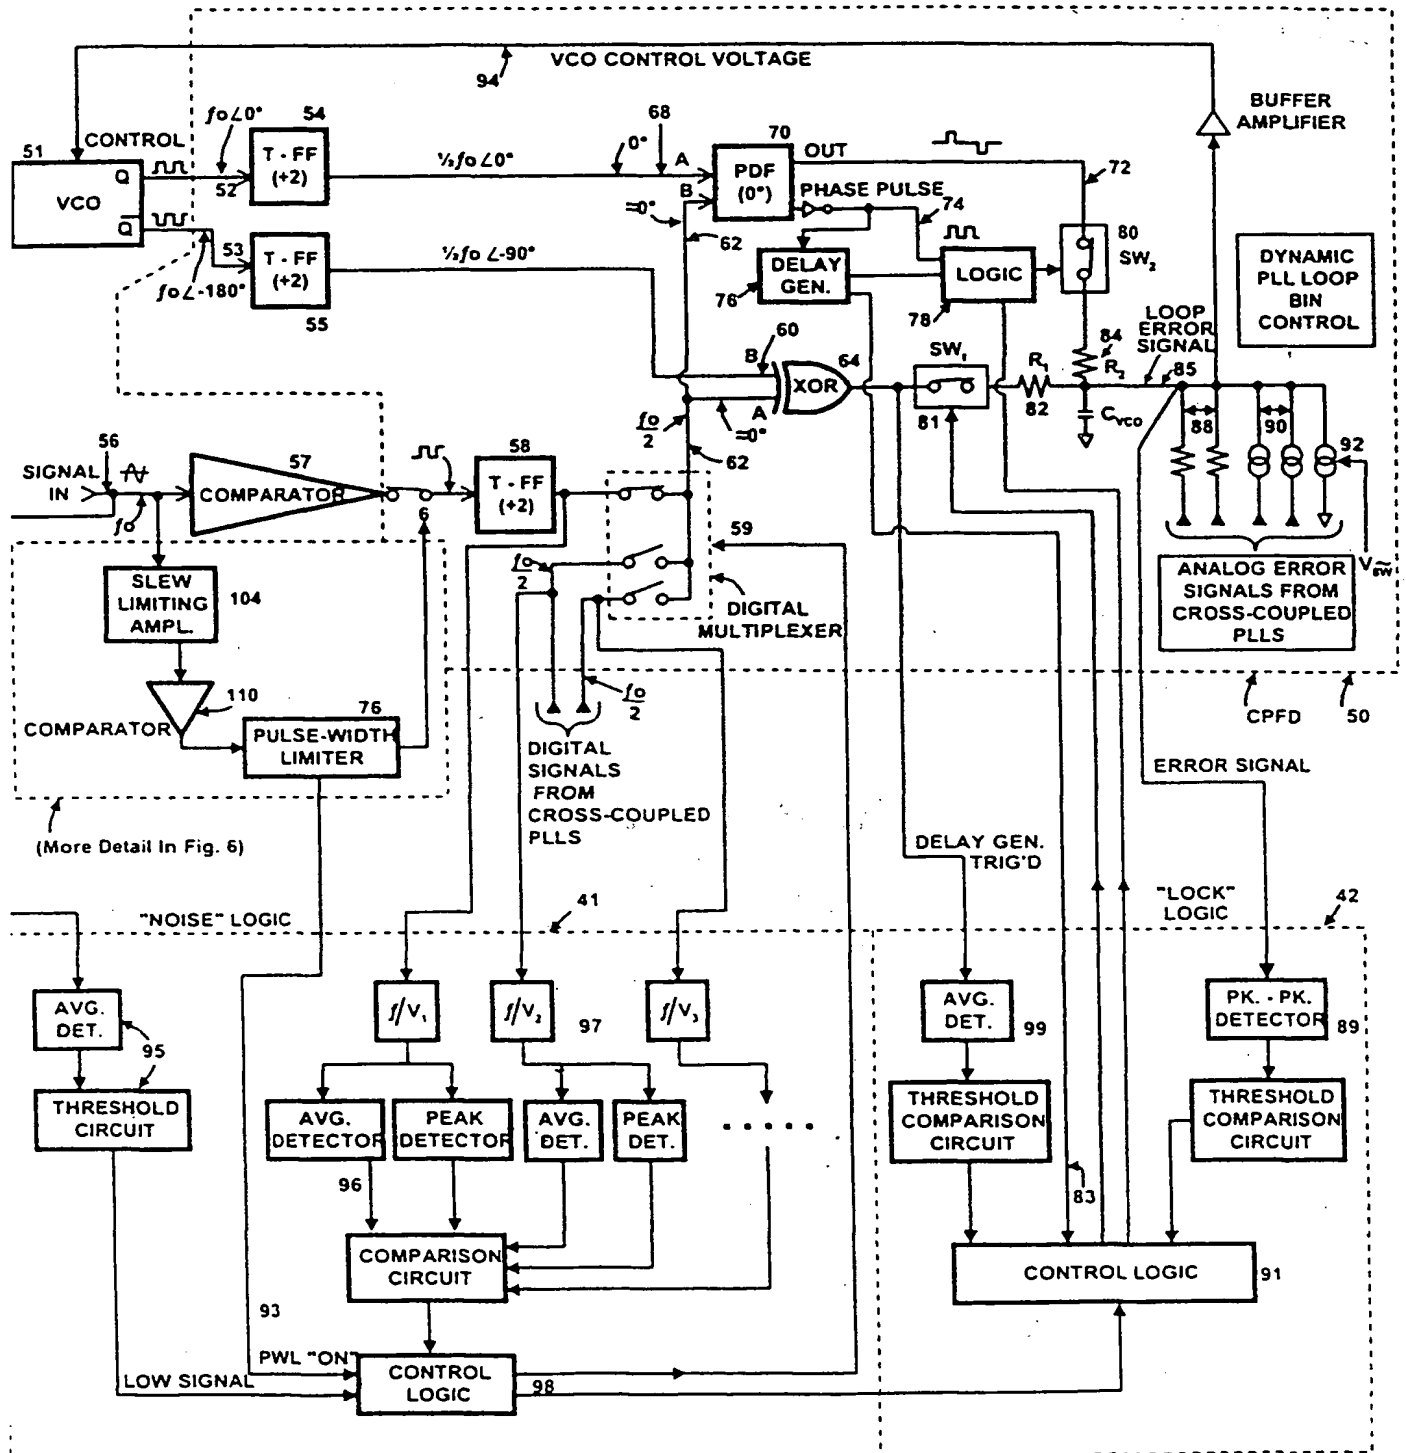 VCO CONTROL VOLTAGE
94
BUFFER
AMPLIFIER
51
CONTROL
fo∠0°
54
VCO
Q
Q̅
52
T - FF
(÷2)
½fo∠0°
0°
68
A
B
70
PDF
(0°)
OUT
72
PHASE PULSE
74
≈0°
62
fo∠-180°
53
T - FF
(÷2)
55
½fo∠-90°
DELAY
GEN.
76
LOGIC
78
80
SW₂
DYNAMIC
PLL LOOP
BIN
CONTROL
LOOP
ERROR
SIGNAL
84
R₂
85
60
B
A
XOR
64
≈0°
SW₁
81
R₁
82
C VCO
88
90
92
fo
2
62
56
SIGNAL
IN
fo
57
COMPARATOR
6
58
T - FF
(÷2)
59
fo
2
DIGITAL
MULTIPLEXER
V BW
ANALOG ERROR
SIGNALS FROM
CROSS-COUPLED
PLLS
SLEW
LIMITING
AMPL.
104
110
COMPARATOR
76
PULSE-WIDTH
LIMITER
fo
2
DIGITAL
SIGNALS
FROM
CROSS-COUPLED
PLLS
CPFD
50
ERROR SIGNAL
(More Detail In Fig. 6)
DELAY GEN.
TRIG'D
"NOISE" LOGIC
41
"LOCK"
LOGIC
42
AVG.
DET.
95
THRESHOLD
CIRCUIT
f/V₁
f/V₂
97
f/V₃
AVG.
DET.
99
PK. - PK.
DETECTOR
89
AVG.
DETECTOR
PEAK
DETECTOR
AVG.
DET.
PEAK
DET.
. . . . .
THRESHOLD
COMPARISON
CIRCUIT
THRESHOLD
COMPARISON
CIRCUIT
96
83
COMPARISON
CIRCUIT
CONTROL LOGIC
91
93
PWL "ON"
LOW SIGNAL
CONTROL
LOGIC
98